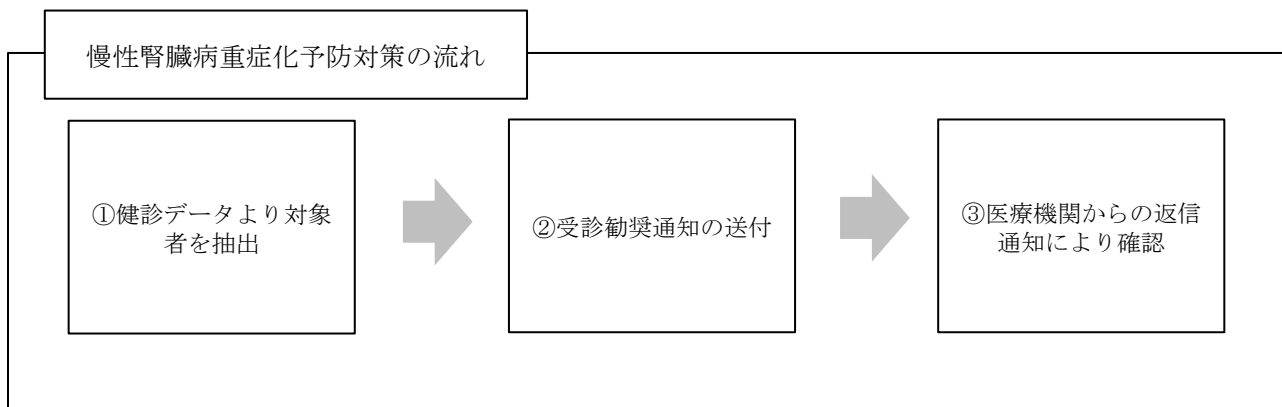 慢性腎臓病重症化予防対策の流れ
①健診データより対象
者を抽出
②受診勧奨通知の送付
③医療機関からの返信
通知により確認